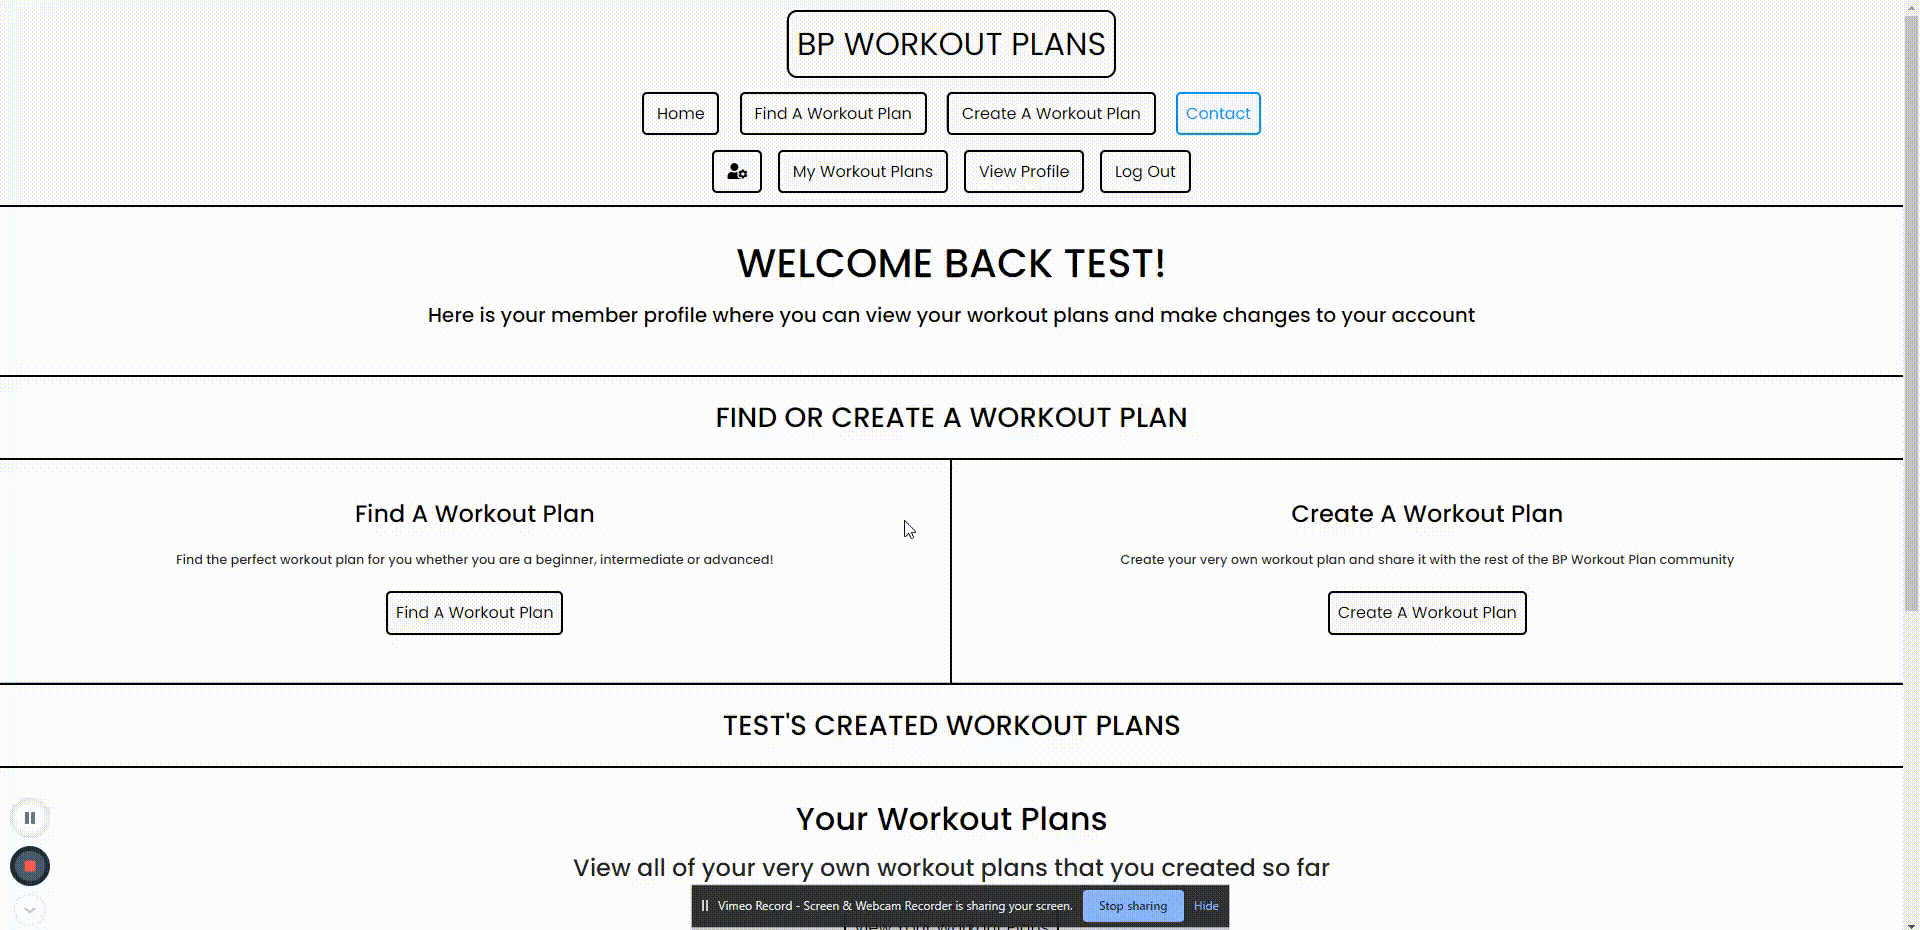 BP WORKOUT PLANS
Home Find A Workout Plan Create A Workout Plan Contact
My Workout Plans View Profile Log Out
WELCOME BACK TEST!
Here is your member profile where you can view your workout plans and make changes to your account
FIND OR CREATE A WORKOUT PLAN
Find A Workout Plan
Find the perfect workout plan for you whether you are a beginner, intermediate or advanced!
Find A Workout Plan
Create A Workout Plan
Create your very own workout plan and share it with the rest of the BP Workout Plan community
Create A Workout Plan
TEST'S CREATED WORKOUT PLANS
Your Workout Plans
View all of your very own workout plans that you created so far
Vimeo Record - Screen & Webcam Recorder is sharing your screen. Stop sharing Hide